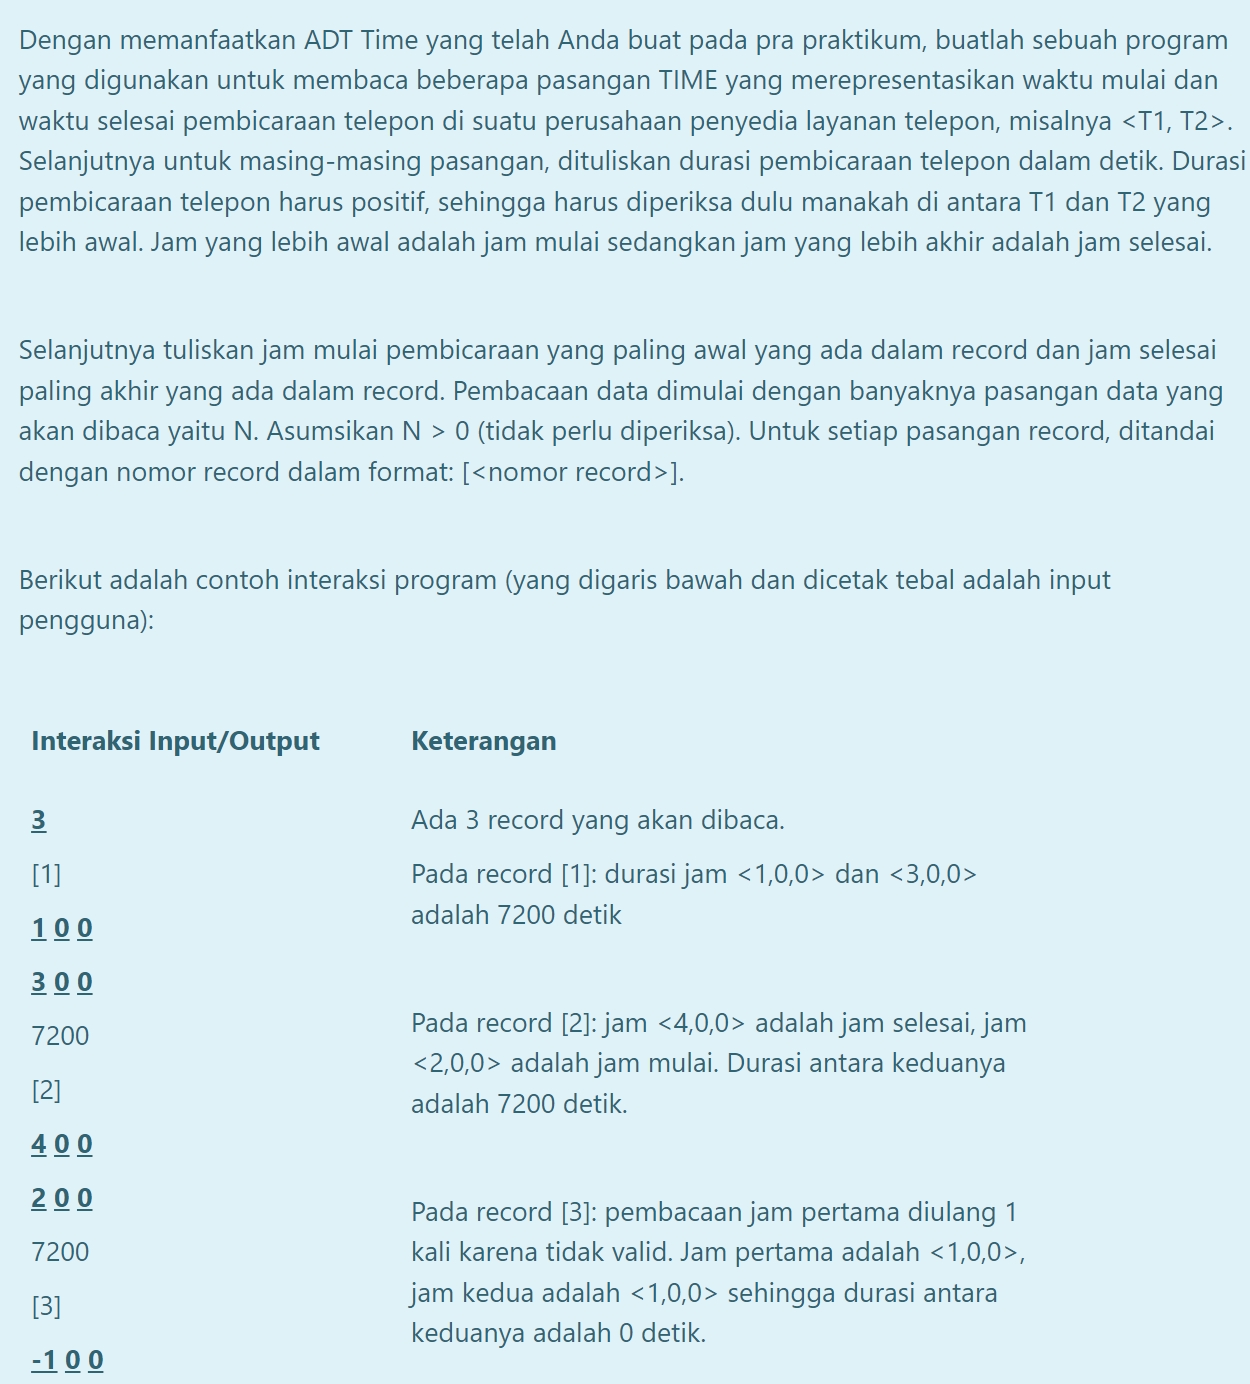 Dengan memanfaatkan ADT Time yang telah Anda buat pada pra praktikum, buatlah sebuah program
yang digunakan untuk membaca beberapa pasangan TIME yang merepresentasikan waktu mulai dan
waktu selesai pembicaraan telepon di suatu perusahaan penyedia layanan telepon, misalnya <T1, T2>.
Selanjutnya untuk masing-masing pasangan, dituliskan durasi pembicaraan telepon dalam detik. Durasi
pembicaraan telepon harus positif, sehingga harus diperiksa dulu manakah di antara T1 dan T2 yang
lebih awal. Jam yang lebih awal adalah jam mulai sedangkan jam yang lebih akhir adalah jam selesai.
Selanjutnya tuliskan jam mulai pembicaraan yang paling awal yang ada dalam record dan jam selesai
paling akhir yang ada dalam record. Pembacaan data dimulai dengan banyaknya pasangan data yang
akan dibaca yaitu N. Asumsikan N > 0 (tidak perlu diperiksa). Untuk setiap pasangan record, ditandai
dengan nomor record dalam format: [<nomor record>].
Berikut adalah contoh interaksi program (yang digaris bawah dan dicetak tebal adalah input
pengguna):
Interaksi Input/Output
3
[1]
1 0 0
3 0 0
7200
[2]
4 0 0
2 0 0
7200
[3]
-1 0 0
Keterangan
Ada 3 record yang akan dibaca.
Pada record [1]: durasi jam <1,0,0> dan <3,0,0>
adalah 7200 detik
Pada record [2]: jam <4,0,0> adalah jam selesai, jam
<2,0,0> adalah jam mulai. Durasi antara keduanya
adalah 7200 detik.
Pada record [3]: pembacaan jam pertama diulang 1
kali karena tidak valid. Jam pertama adalah <1,0,0>,
jam kedua adalah <1,0,0> sehingga durasi antara
keduanya adalah 0 detik.